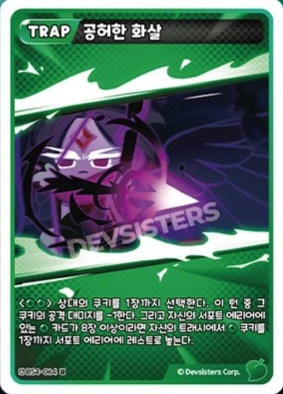 TRAP 공허한 화살
DEVSISTERS
< > 상대의 쿠키를 1장까지 선택한다. 이 턴 중 그
쿠키의 공격 대미지를 -1한다. 그리고 자신의 서포트 에리어에
있는 카드가 8장 이상이라면 자신의 트래시에서 쿠키를
1장까지 서포트 에리어에 레스트로 놓는다.
BS4-064 U
© Devsisters Corp.